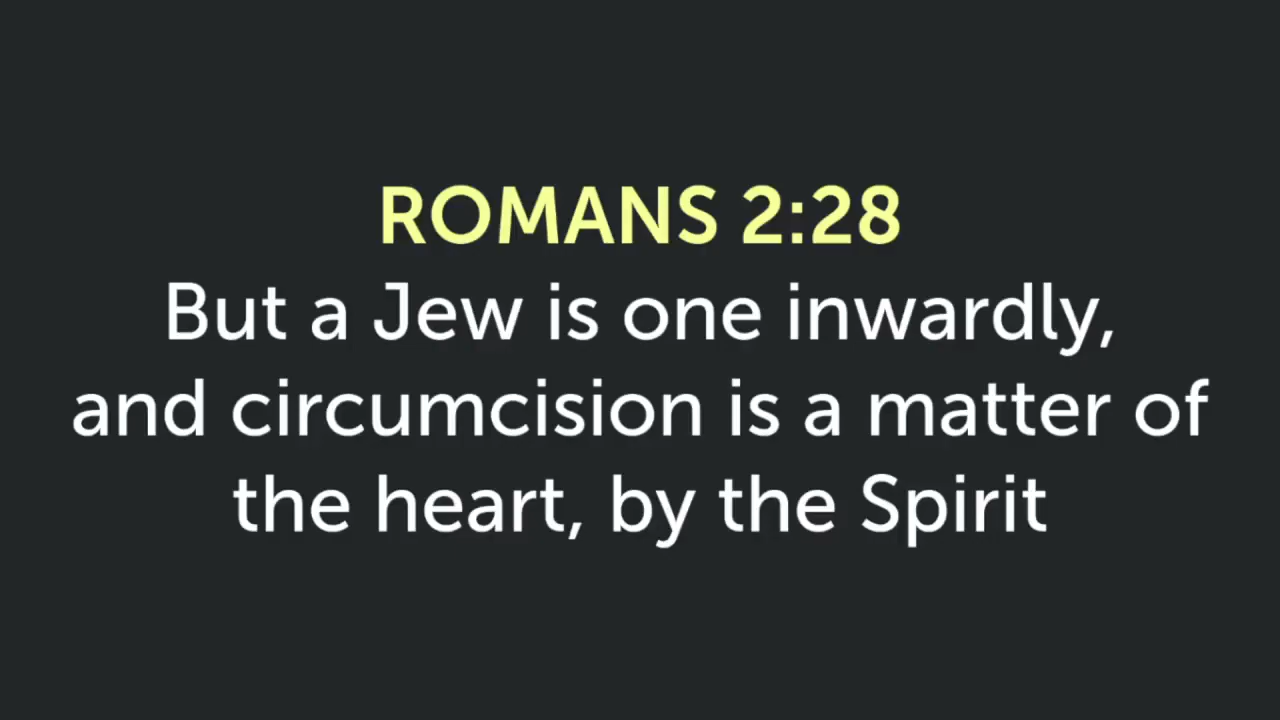 ROMANS 2:28
But a Jew is one inwardly,
and circumcision is a matter of
the heart, by the Spirit